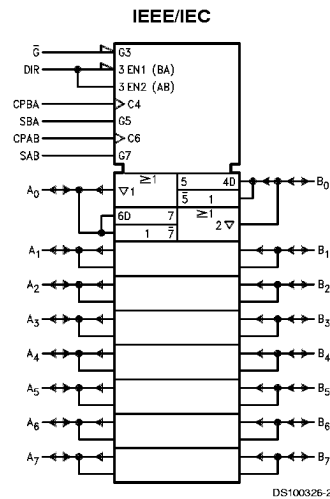 IEEE/IEC
G̅ G3
DIR 3 EN1 (BA)
3 EN2 (AB)
CPBA C4
SBA G5
CPAB C6
SAB G7
A₀ ▽1 ≥1 5 4D B₀
5̅ 1
6D 7 ≥1
1 7̅ 2▽
A₁ B₁
A₂ B₂
A₃ B₃
A₄ B₄
A₅ B₅
A₆ B₆
A₇ B₇
DS100326-2